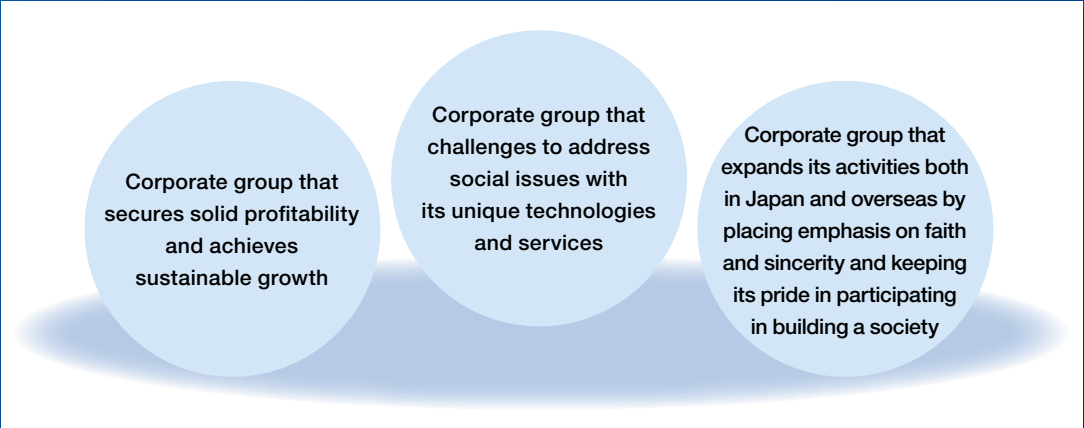 Corporate group that
secures solid profitability
and achieves
sustainable growth
Corporate group that
challenges to address
social issues with
its unique technologies
and services
Corporate group that
expands its activities both
in Japan and overseas by
placing emphasis on faith
and sincerity and keeping
its pride in participating
in building a society